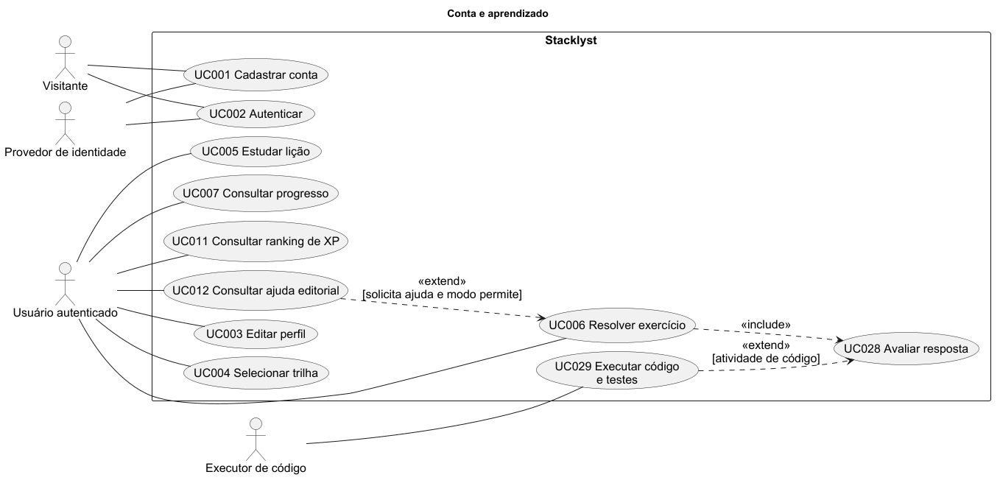 Conta e aprendizado
Stacklyst
Visitante
Provedor de identidade
UC001 Cadastrar conta
UC002 Autenticar
UC005 Estudar lição
UC007 Consultar progresso
UC011 Consultar ranking de XP
UC012 Consultar ajuda editorial
«extend»
[solicita ajuda e modo permite]
Usuário autenticado
UC003 Editar perfil
UC004 Selecionar trilha
UC006 Resolver exercício
«include»
«extend»
[atividade de código]
UC028 Avaliar resposta
UC029 Executar código
e testes
Executor de código